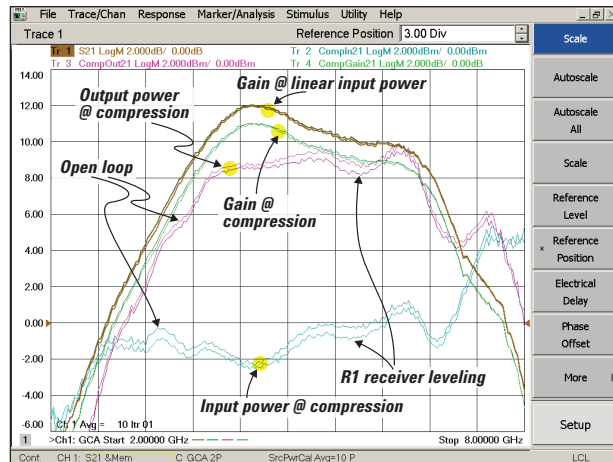 File Trace/Chan Response Marker/Analysis Stimulus Utility Help
Trace 1 Reference Position 3.00 Div
Tr 1 S21 LogM 2.000dB/ 0.00dB Tr 2 CompIn21 LogM 2.000dBm/ 0.00dBm
Tr 3 CompOut21 LogM 2.000dBm/ 0.00dBm Tr 4 CompGain21 LogM 2.000dB/ 0.00dB
14.00
12.00
10.00
8.00
6.00
4.00
2.00
0.00
-2.00
-4.00
-6.00
Gain @ linear input power
Output power
@ compression
Open loop
Gain @
compression
R1 receiver leveling
Input power @ compression
Ch 1 Avg = 10 ltr 01
1 >Ch1: GCA Start 2.00000 GHz Stop 8.00000 GHz
Cont. CH 1: S21 &Mem C GCA 2P SrcPwrCal Avg=10 P LCL
Scale
Autoscale
Autoscale
All
Scale
Reference
Level
* Reference
Position
Electrical
Delay
Phase
Offset
More
Setup